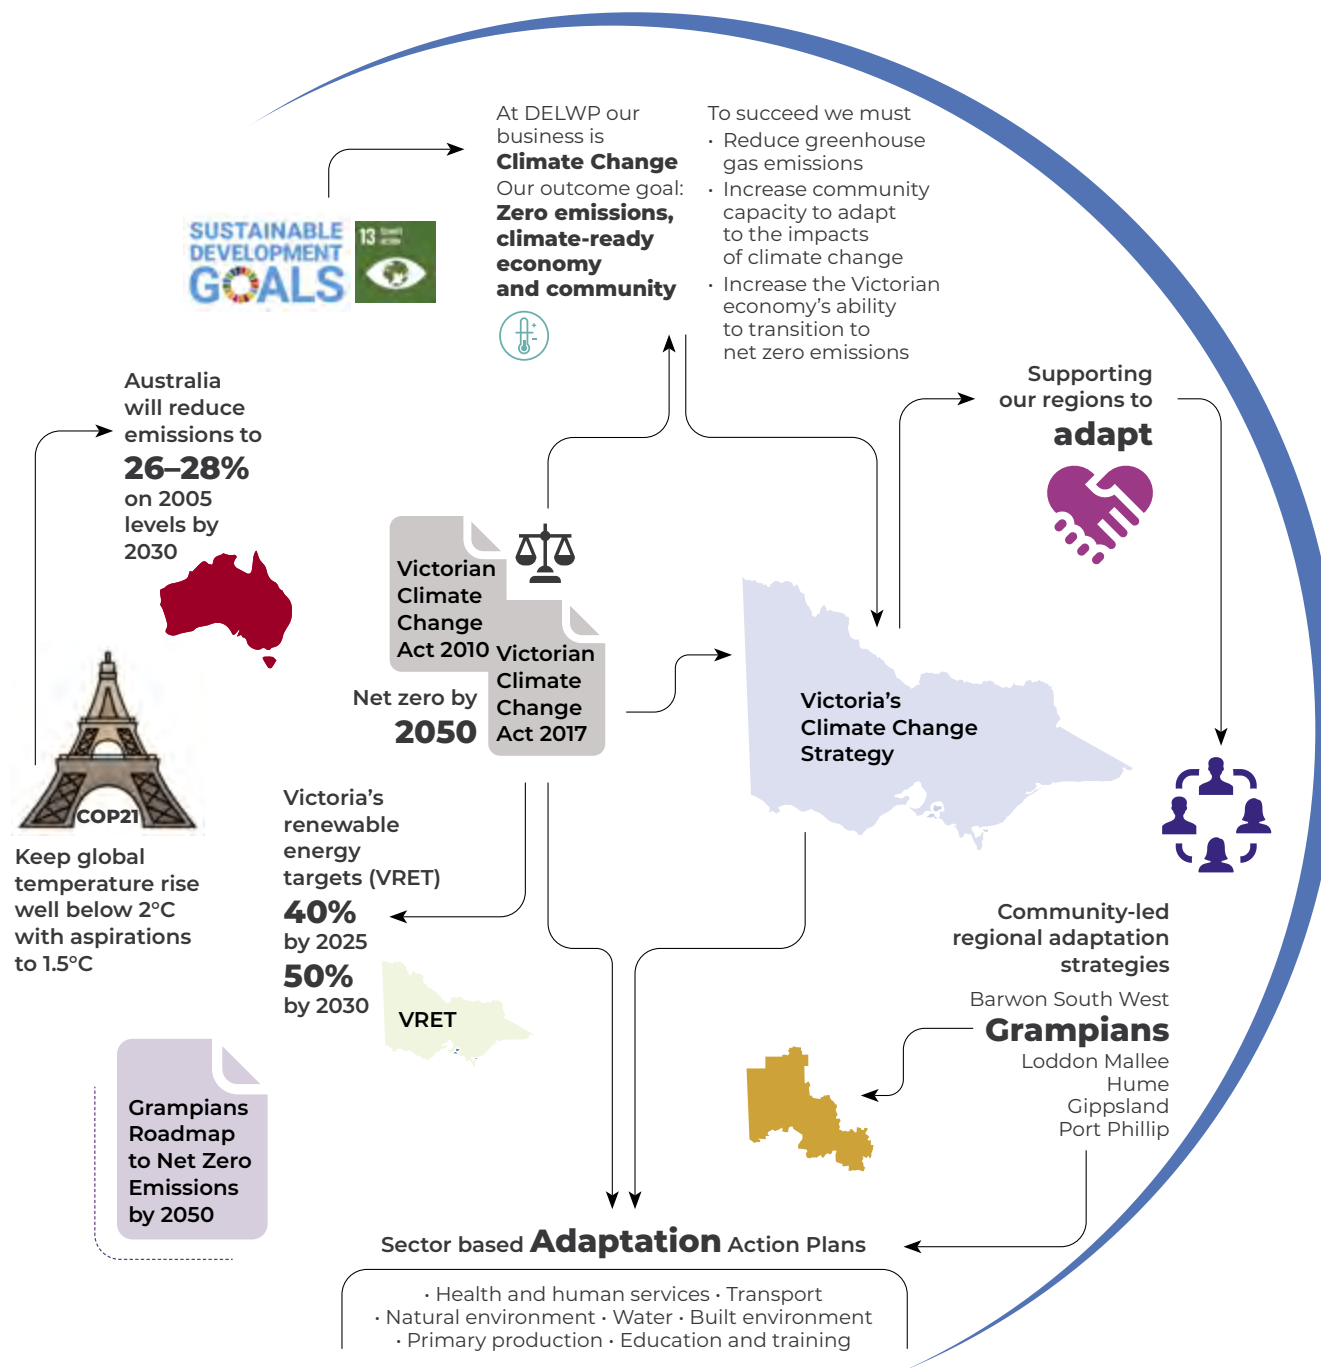 At DELWP our
business is
Climate Change
Our outcome goal:
Zero emissions,
climate-ready
economy
and community
To succeed we must
· Reduce greenhouse
gas emissions
· Increase community
capacity to adapt
to the impacts
of climate change
· Increase the Victorian
economy’s ability
to transition to
net zero emissions
SUSTAINABLE
DEVELOPMENT
GOALS
13 CLIMATE
ACTION
Australia
will reduce
emissions to
26–28%
on 2005
levels by
2030
Supporting
our regions to
adapt
Victorian
Climate
Change
Act 2010
Victorian
Climate
Change
Act 2017
Net zero by
2050
Victoria’s
Climate Change
Strategy
COP21
Keep global
temperature rise
well below 2°C
with aspirations
to 1.5°C
Victoria’s
renewable
energy
targets (VRET)
40%
by 2025
50%
by 2030
VRET
Community-led
regional adaptation
strategies
Barwon South West
Grampians
Loddon Mallee
Hume
Gippsland
Port Phillip
Grampians
Roadmap
to Net Zero
Emissions
by 2050
Sector based Adaptation Action Plans
· Health and human services · Transport
· Natural environment · Water · Built environment
· Primary production · Education and training